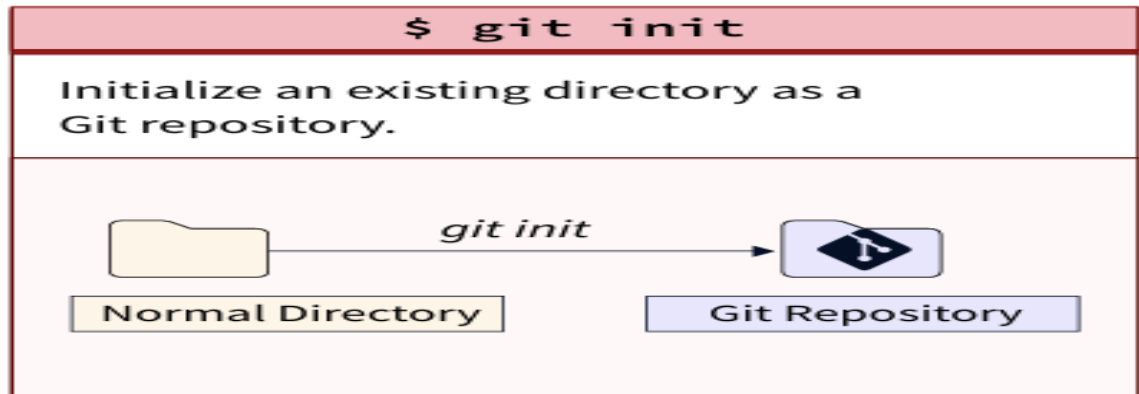 $ git init
Initialize an existing directory as a
Git repository.
git init
Normal Directory
Git Repository